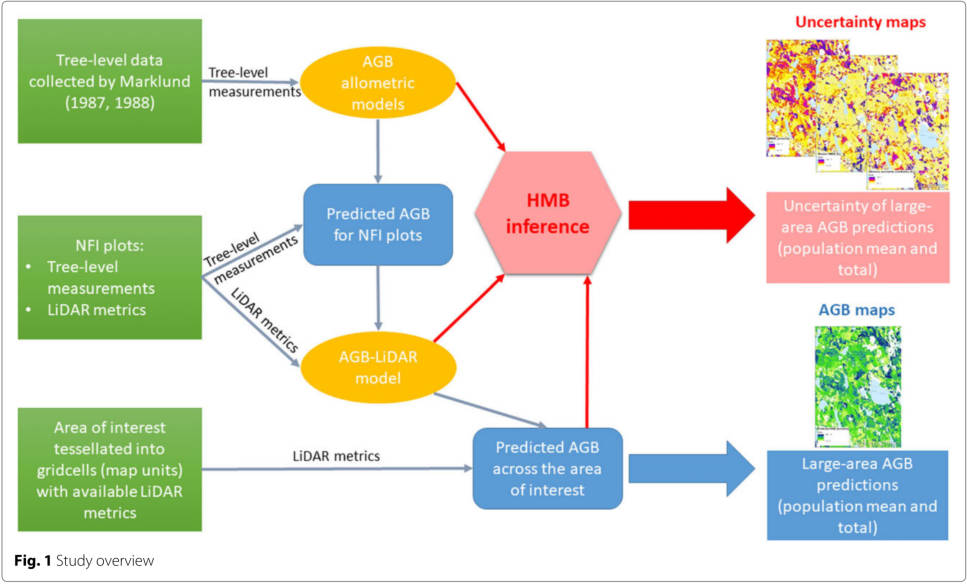 Tree-level data
collected by Marklund
(1987, 1988)
Tree-level
measurements
AGB
allometric
models
Uncertainty maps
NFI plots:
• Tree-level
measurements
• LiDAR metrics
Tree-level
measurements
LiDAR metrics
Predicted AGB
for NFI plots
HMB
inference
Uncertainty of large-
area AGB predictions
(population mean and
total)
AGB-LiDAR
model
AGB maps
Area of interest
tessellated into
gridcells (map units)
with available LiDAR
metrics
LiDAR metrics
Predicted AGB
across the area
of interest
Large-area AGB
predictions
(population mean and
total)
Fig. 1 Study overview